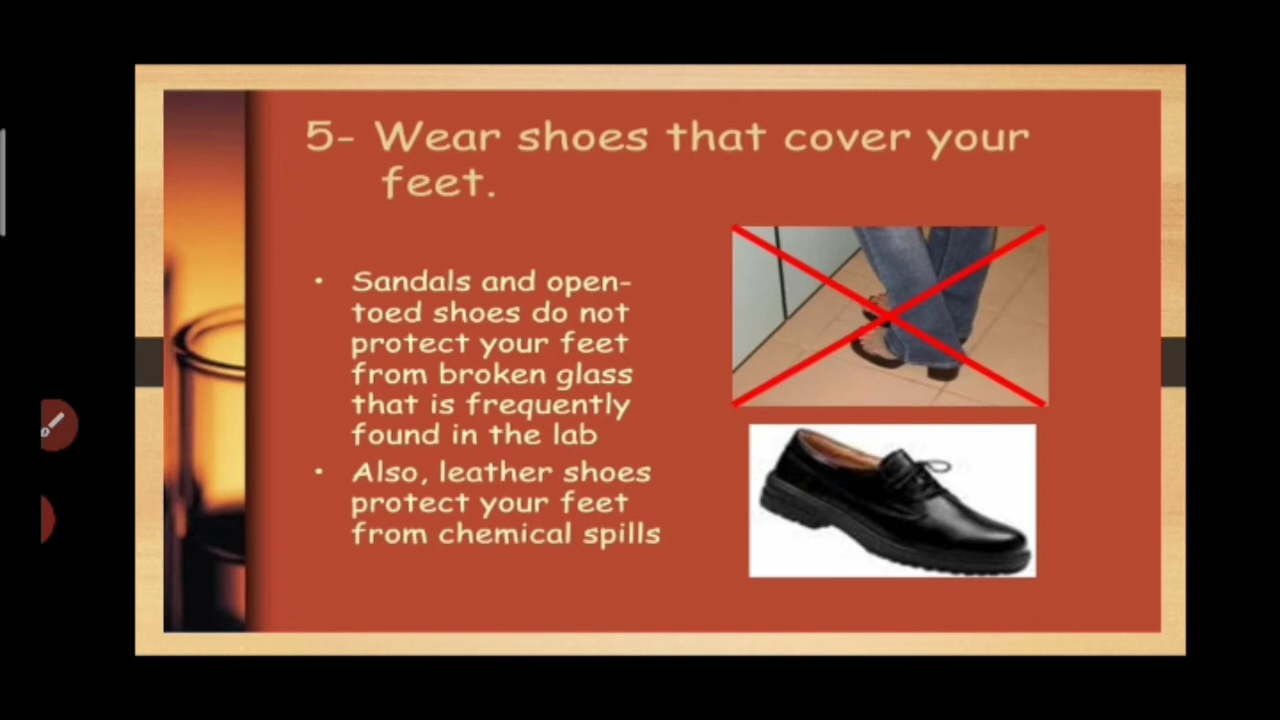 5- Wear shoes that cover your
feet.
• Sandals and open-
toed shoes do not
protect your feet
from broken glass
that is frequently
found in the lab
• Also, leather shoes
protect your feet
from chemical spills